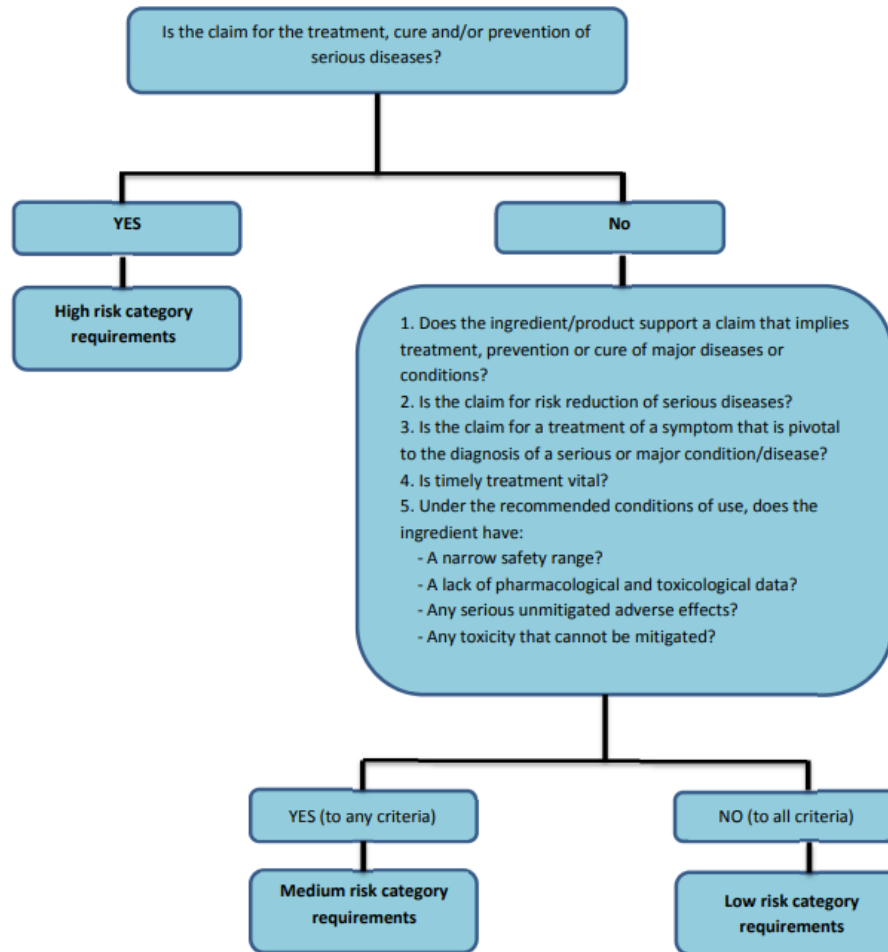 Is the claim for the treatment, cure and/or prevention of
serious diseases?
YES
No
High risk category
requirements
1. Does the ingredient/product support a claim that implies
treatment, prevention or cure of major diseases or
conditions?
2. Is the claim for risk reduction of serious diseases?
3. Is the claim for a treatment of a symptom that is pivotal
to the diagnosis of a serious or major condition/disease?
4. Is timely treatment vital?
5. Under the recommended conditions of use, does the
ingredient have:
- A narrow safety range?
- A lack of pharmacological and toxicological data?
- Any serious unmitigated adverse effects?
- Any toxicity that cannot be mitigated?
YES (to any criteria)
NO (to all criteria)
Medium risk category
requirements
Low risk category
requirements